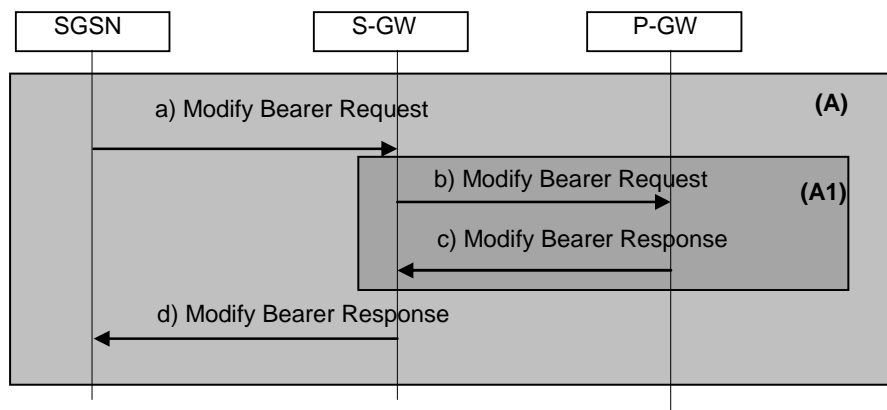 SGSN
S-GW
P-GW
(A)
a) Modify Bearer Request
b) Modify Bearer Request
(A1)
c) Modify Bearer Response
d) Modify Bearer Response